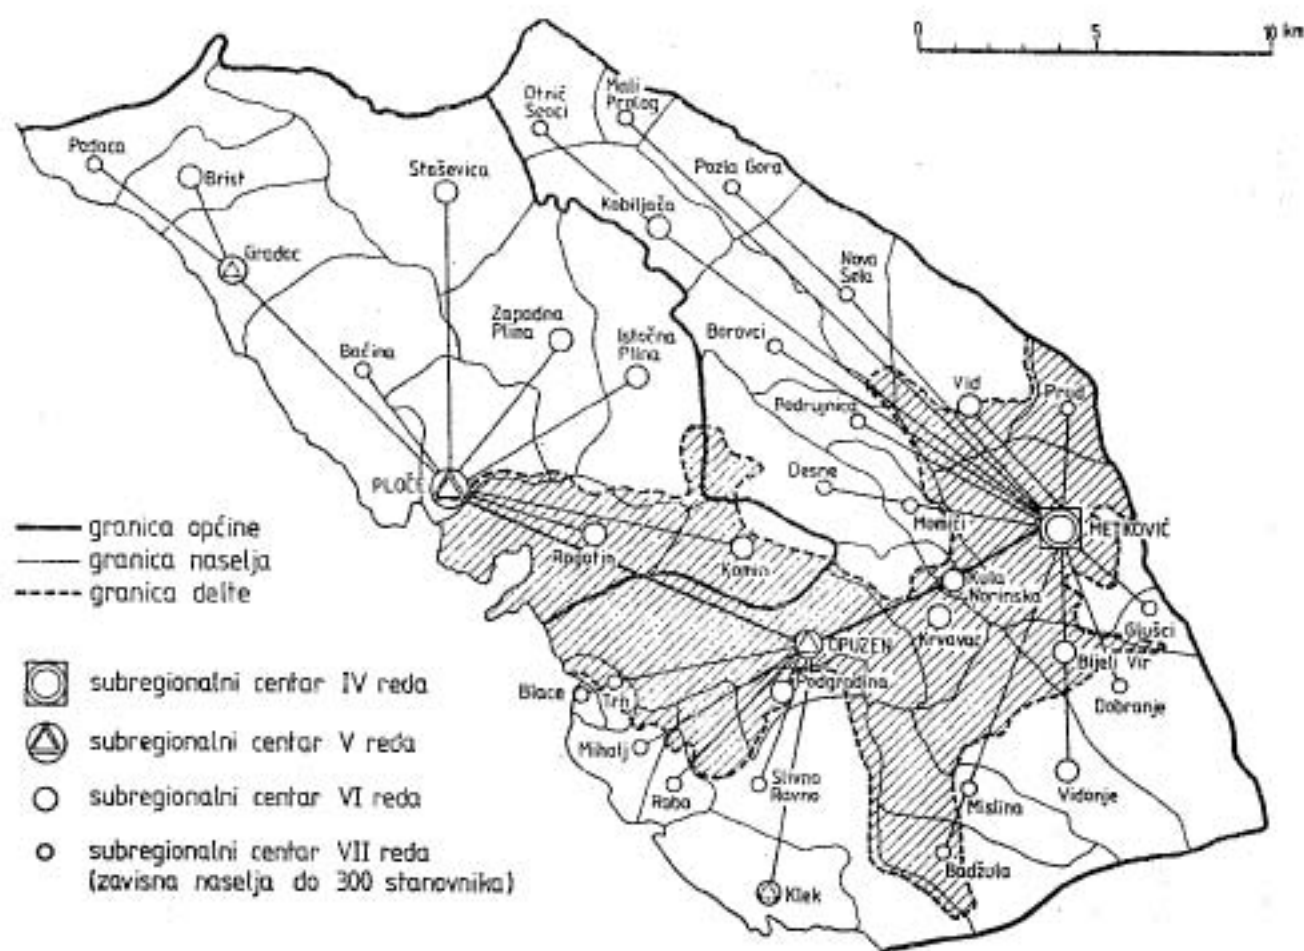 0 5 10 km
Otrič
Seoci
Mali
Prolog
Podaca
Brist
Staševica
Pozla Gora
Kobiljača
Gradac
Nova
Sela
Zapadna
Plina
Istočna
Plina
Borovci
Baćina
Vid
Prud
Podrujnica
Desne
PLOČE
Momići
METKOVIĆ
granica općine
granica naselja
granica delte
Rogotin
Komin
Kula
Norinska
Krvavac
Glušci
OPUZEN
Bijeli Vir
Podgradina
Dobranje
Blace
Trn
Mihalj
Raba
Slivno
Ravno
Mislina
Vidonje
Badžula
Klek
subregionalni centar IV reda
subregionalni centar V reda
subregionalni centar VI reda
subregionalni centar VII reda
(zavisna naselja do 300 stanovnika)